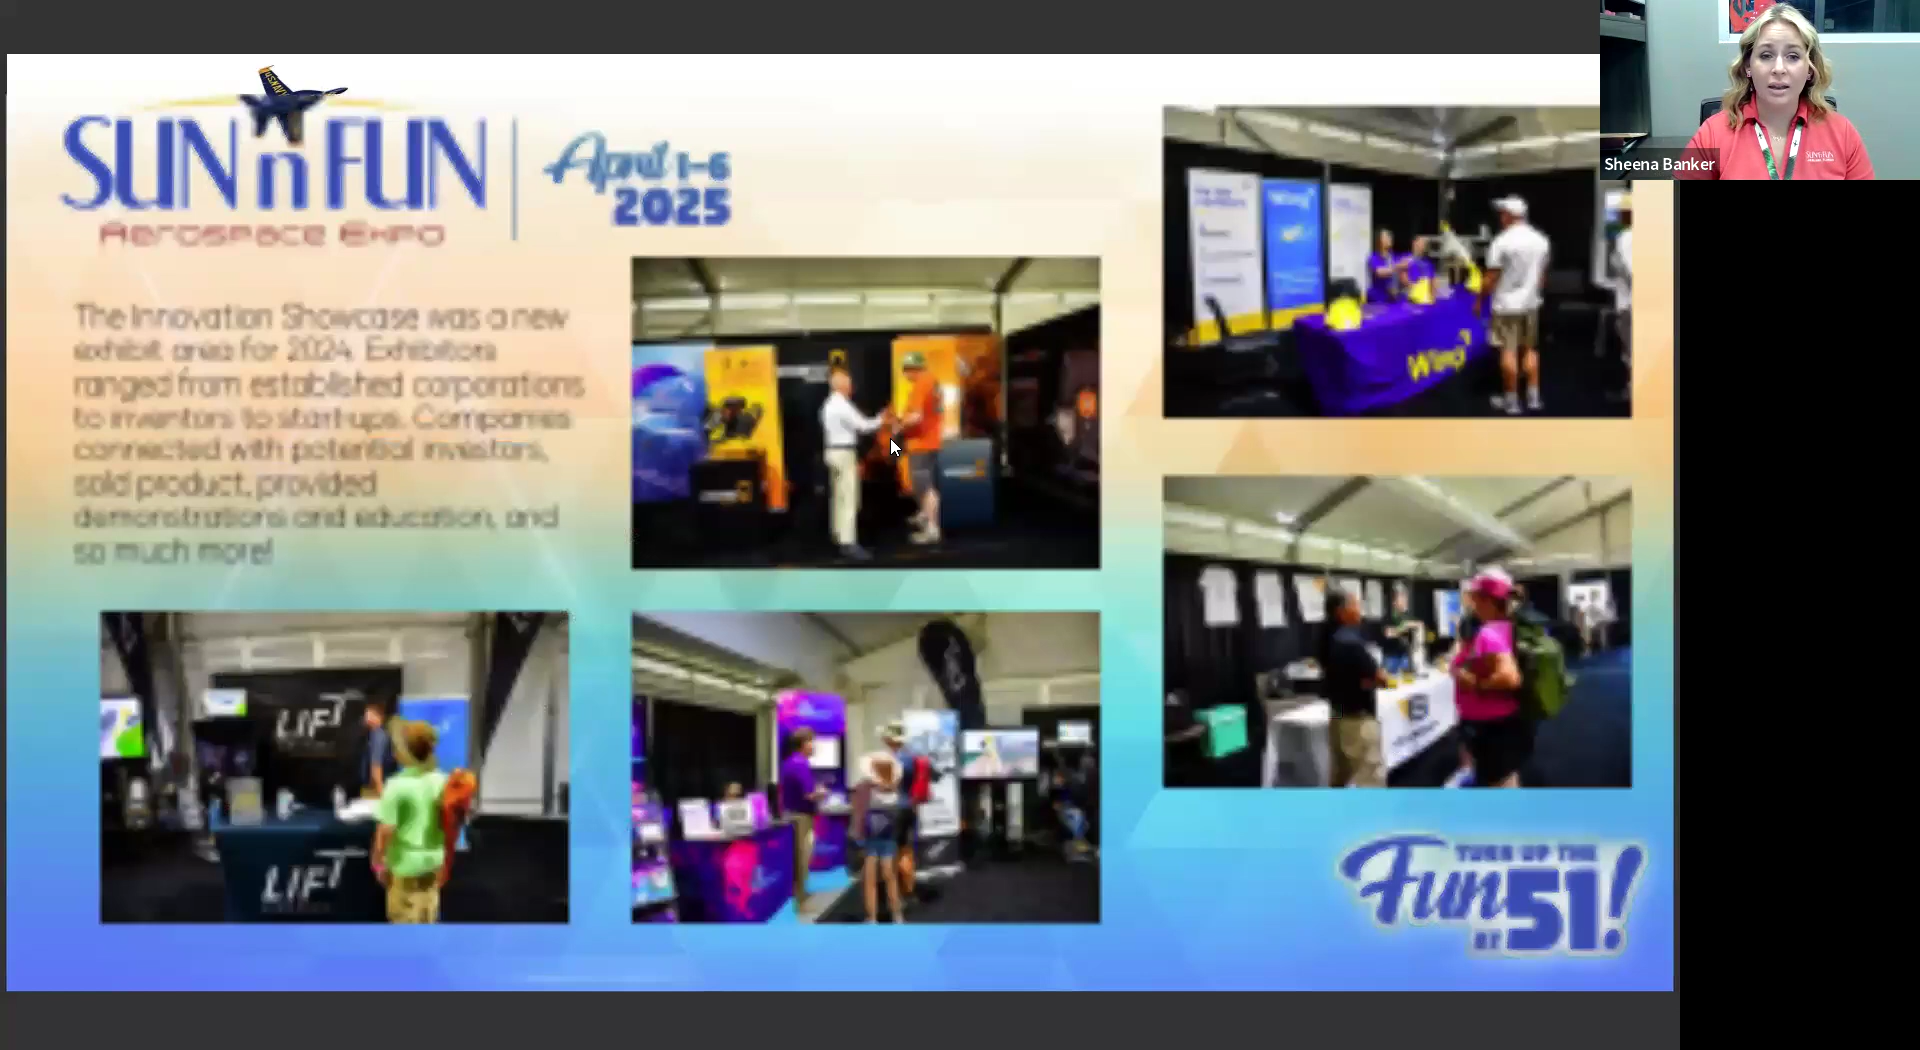 SUN n FUN
Aerospace Expo
April 1-6
2025
The Innovation Showcase was a new
exhibit area for 2024. Exhibitors
ranged from established corporations
to inventors to start-ups. Companies
connected with potential investors,
sold product, provided
demonstrations and education, and
so much more!
Wing
LIFT
LIFT
TURN UP THE
Fun
AT 51!
Sheena Banker